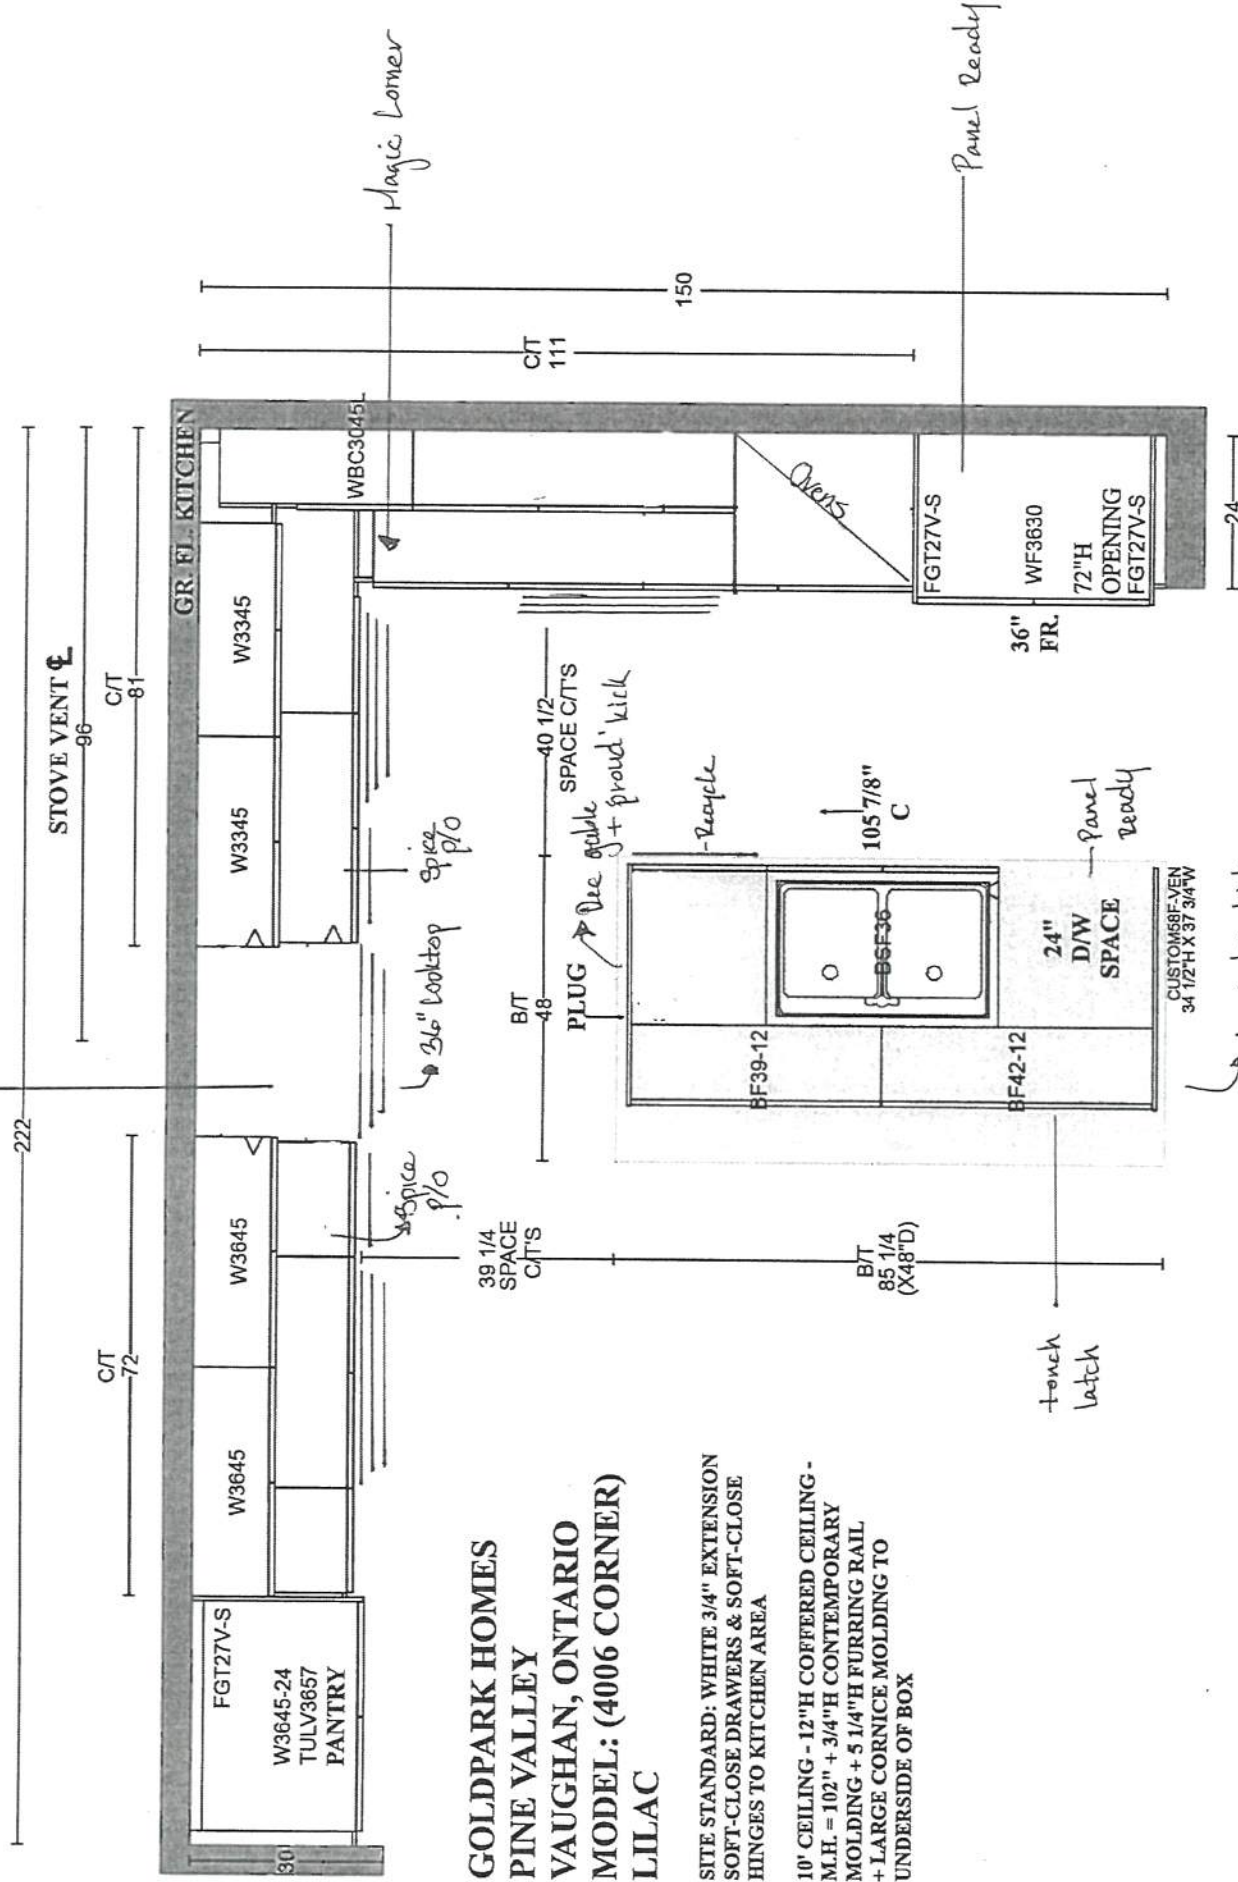 222
STOVE VENT ℄
96
C/T
81
C/T
72
GR. FL. KITCHEN
30
FGT27V-S
W3645-24
TULV3657
PANTRY
W3645
W3645
W3345
W3345
WBC3045L
Magic Corner
C/T
111
150
Spice
p/o
36" Cooktop
Spice
p/o
Ovens
FGT27V-S
WF3630
72"H
OPENING
FGT27V-S
36"
FR.
24
Panel Ready
40 1/2
SPACE C/T'S
B/T
48
PLUG
gable
+ proud kick
-Recycle
105 7/8"
C
BSF36
BF39-12
BF42-12
24"
D/W
SPACE
Panel
Ready
CUSTOM58F-VEN
34 1/2"H X 37 3/4"W
39 1/4
SPACE
C/T'S
B/T
85 1/4
(X48"D)
touch
latch
GOLDPARK HOMES
PINE VALLEY
VAUGHAN, ONTARIO
MODEL: (4006 CORNER)
LILAC
SITE STANDARD: WHITE 3/4" EXTENSION
SOFT-CLOSE DRAWERS & SOFT-CLOSE
HINGES TO KITCHEN AREA
10' CEILING - 12"H COFFERED CEILING -
M.H. = 102" + 3/4"H CONTEMPORARY
MOLDING + 5 1/4"H FURRING RAIL
+ LARGE CORNICE MOLDING TO
UNDERSIDE OF BOX